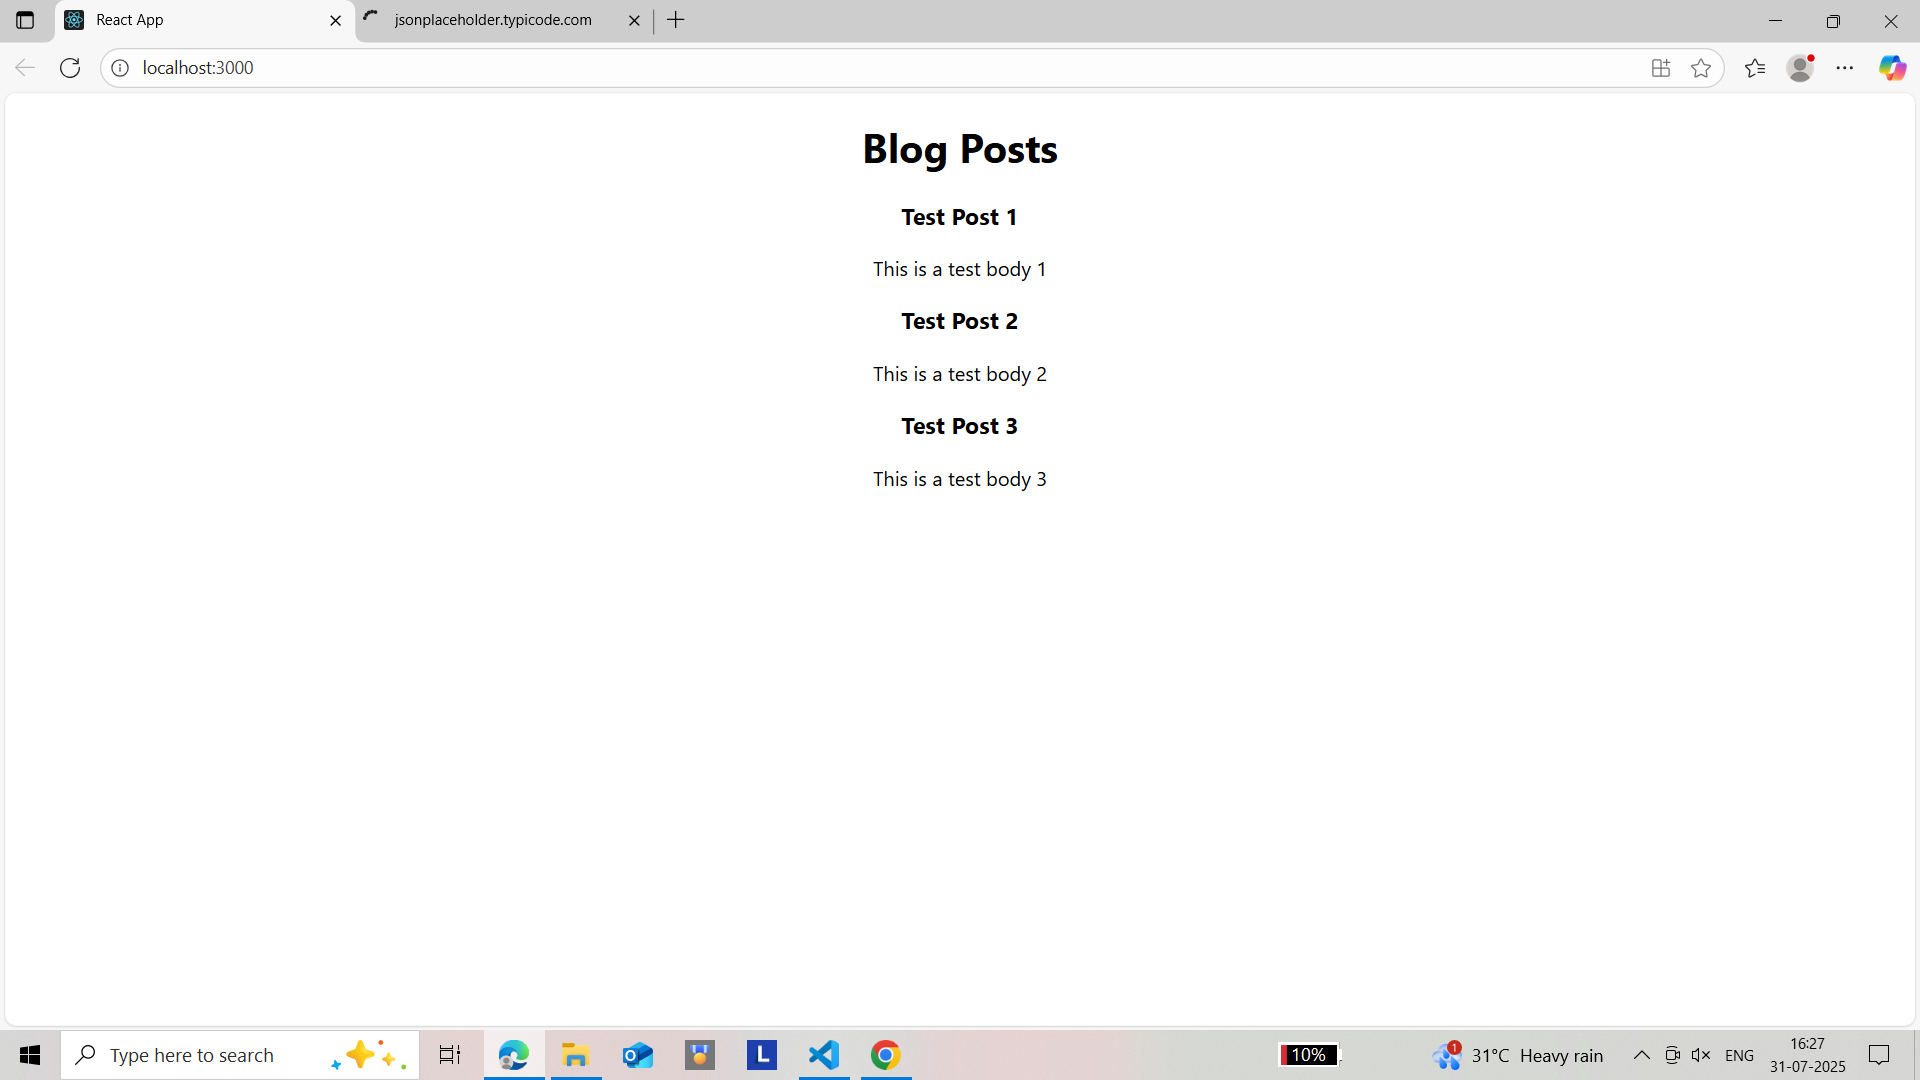 React App
jsonplaceholder.typicode.com
localhost:3000
Blog Posts
Test Post 1
This is a test body 1
Test Post 2
This is a test body 2
Test Post 3
This is a test body 3
Type here to search
L
10%
1
31°C Heavy rain
ENG
16:27
31-07-2025